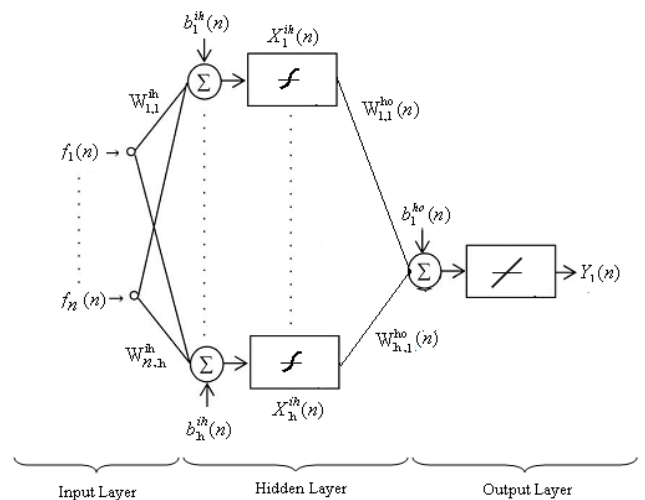 b₁ⁱʰ(n)
X₁ⁱʰ(n)
W₁,₁ⁱʰ
Σ
W₁,₁ʰᵒ(n)
f₁(n)
b₁ʰᵒ(n)
Σ
Y₁(n)
fₙ(n)
Wₙ,ₕⁱʰ
Σ
Wₕ,₁ʰᵒ(n)
Xₕⁱʰ(n)
bₕⁱʰ(n)
Input Layer
Hidden Layer
Output Layer